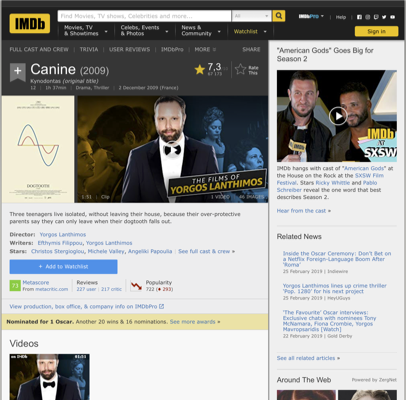 IMDb
Find Movies, TV shows, Celebrities and more...
All
IMDbPro
Help
Movies, TV
& Showtimes
Celebs, Events
& Photos
News &
Community
Watchlist
Sign in
FULL CAST AND CREW | TRIVIA | USER REVIEWS | IMDbPro | MORE
SHARE
Canine (2009)
Kynodontas (original title)
12 | 1h 37min | Drama, Thriller | 2 December 2009 (France)
7,3
Rate
This
DOGTOOTH
1:31 | Clip
THE FILMS OF
YORGOS LANTHIMOS
1 VIDEO
IMAGES
Three teenagers live isolated, without leaving their house, because their over-protective
parents say they can only leave when their dogtooth falls out.
Director: Yorgos Lanthimos
Writers: Efthymis Filippou, Yorgos Lanthimos
Stars: Christos Stergioglou, Michele Valley, Angeliki Papoulia | See full cast & crew »
+ Add to Watchlist
73
Metascore
From metacritic.com
Reviews
227 user | 217 critic
Popularity
722 (293)
View production, box office, & company info on IMDbPro
Nominated for 1 Oscar. Another 20 wins & 16 nominations. See more awards »
Videos
"American Gods" Goes Big for
Season 2
IMDb
AT
SXSW
IMDb hangs with cast of "American Gods" at
the House on the Rock at the SXSW Film
Festival. Stars Ricky Whittle and Pablo
Schreiber reveal the one word that best
describes Season 2.
Hear from the cast »
Related News
Inside the Oscar Ceremony: Don't Bet on
a Netflix Foreign-Language Boom After
'Roma'
25 February 2019 | Indiewire
Yorgos Lanthimos lines up crime thriller
'Pop. 1280' for his next project
25 February 2019 | HeyUGuys
'The Favourite' Oscar interviews:
Exclusive chats with nominees Tony
McNamara, Fiona Crombie, Yorgos
Mavropsaridis [Watch]
22 February 2019 | Gold Derby
See all related articles »
Around The Web
Powered by ZergNet